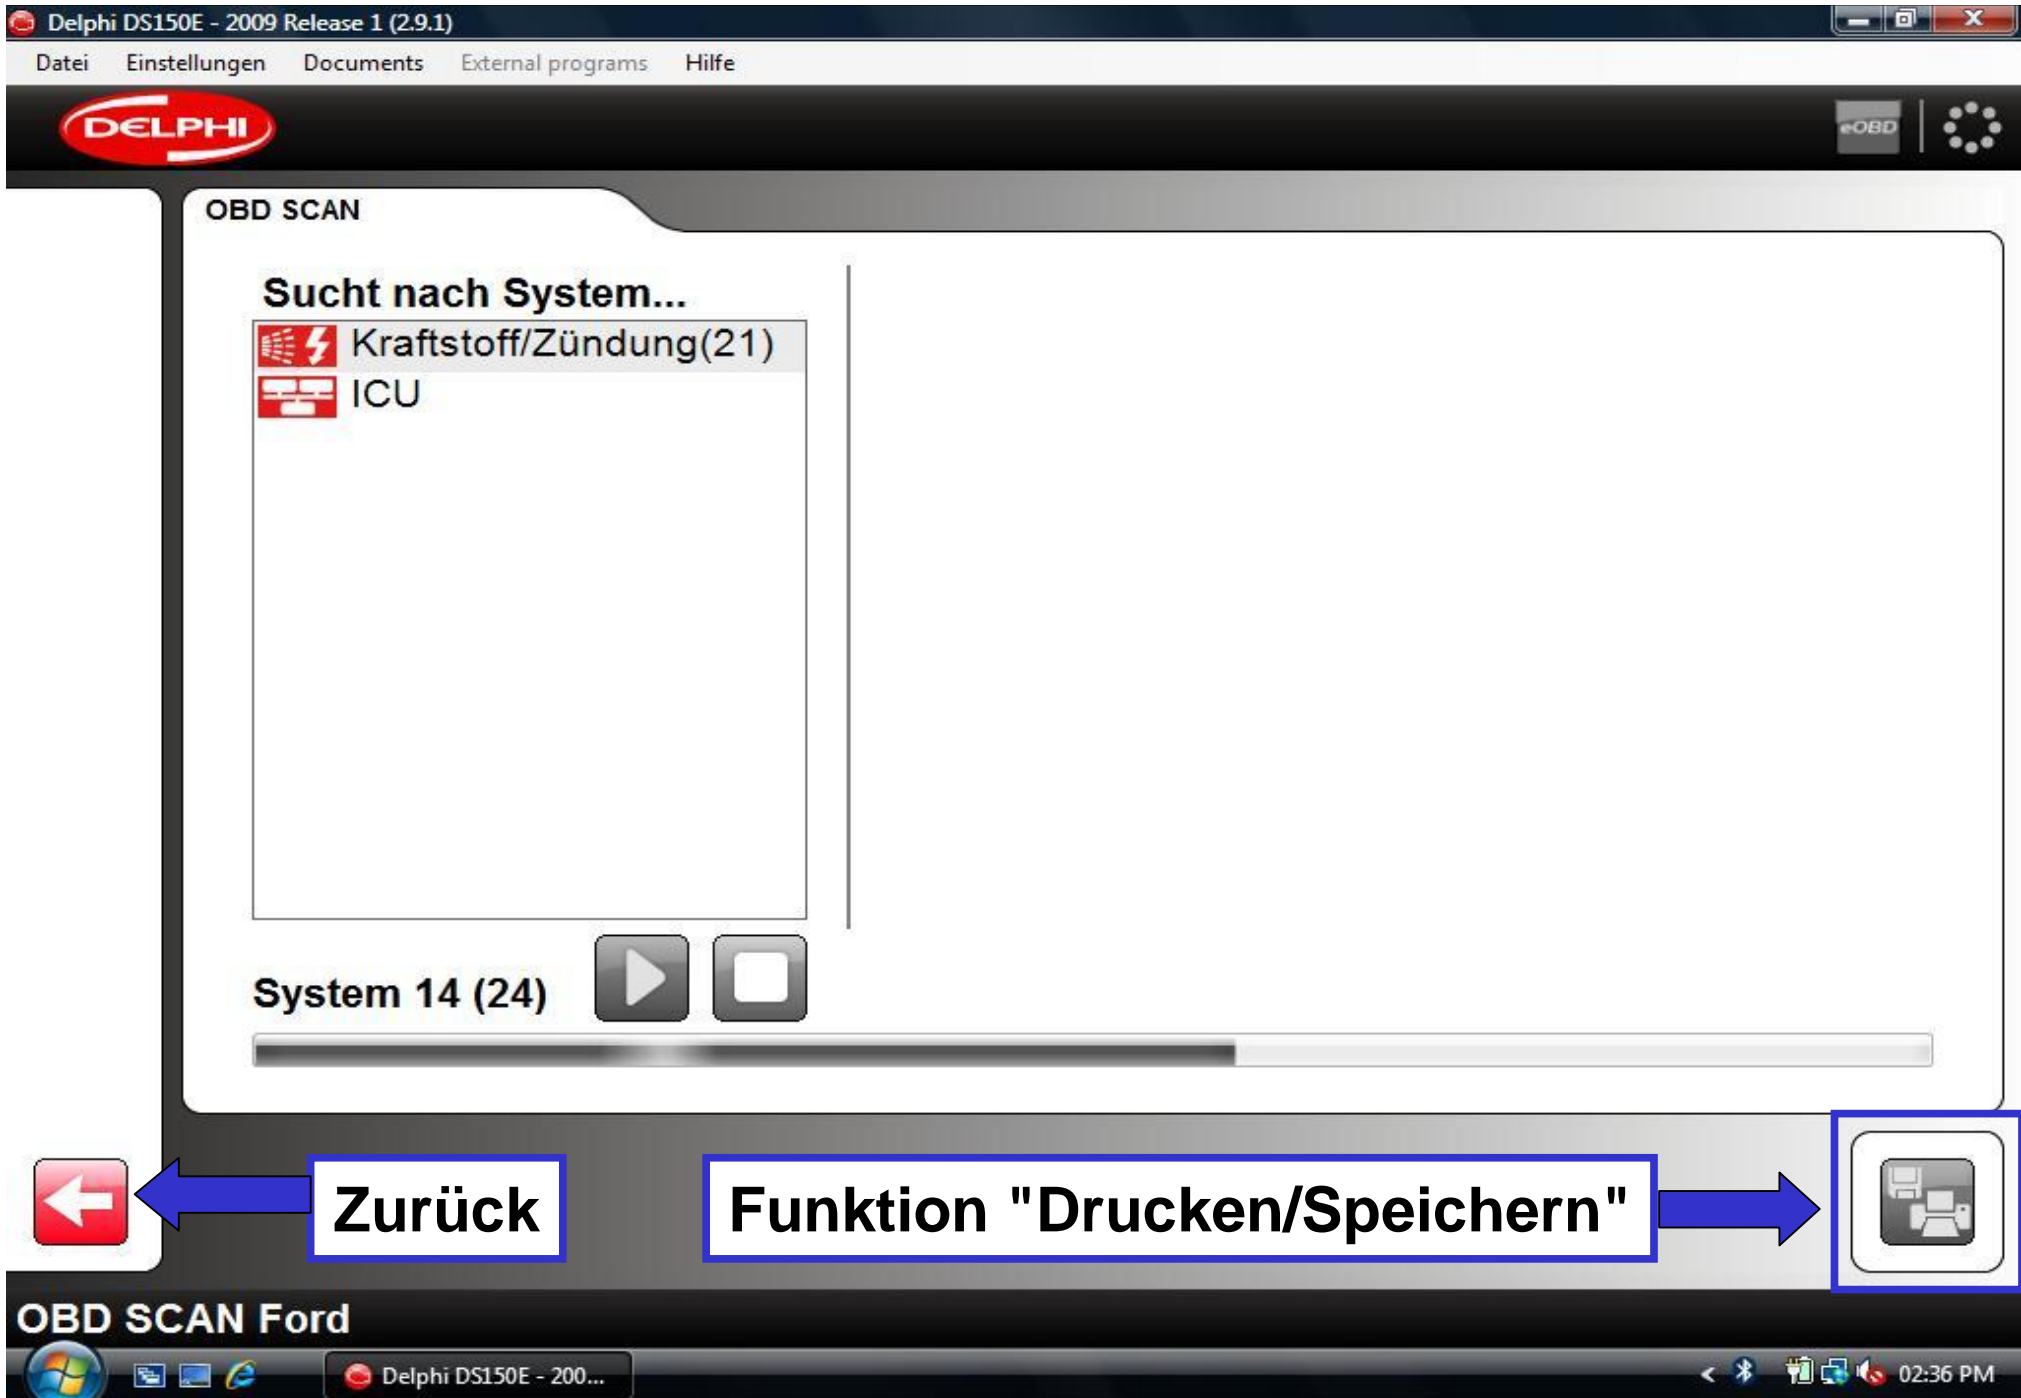 Delphi DS150E - 2009 Release 1 (2.9.1)
Datei Einstellungen Documents External programs Hilfe
DELPHI
eOBD
OBD SCAN
Sucht nach System...
Kraftstoff/Zündung(21)
ICU
System 14 (24)
Zurück
Funktion "Drucken/Speichern"
OBD SCAN Ford
Delphi DS150E - 200...
02:36 PM